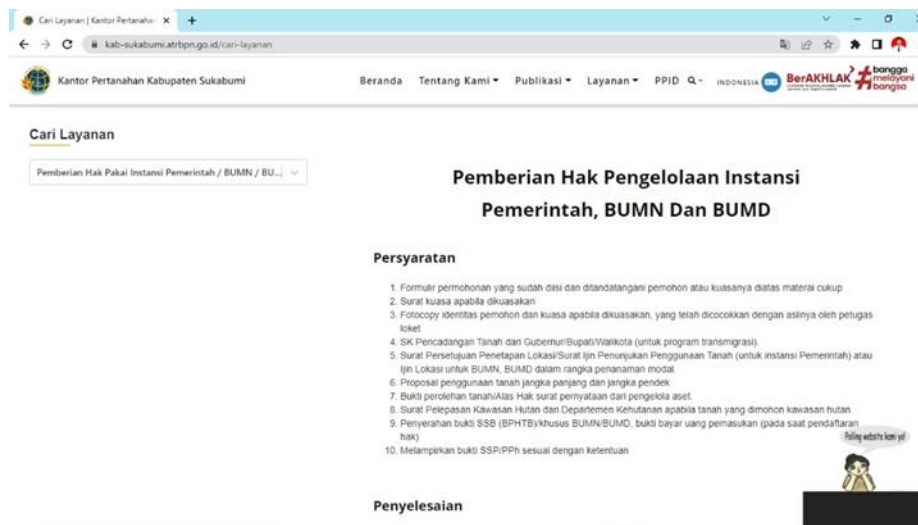 Cari Layanan | Kantor Pertanahan
kab-sukabumi.atrbpn.go.id/cari-layanan
Kantor Pertanahan Kabupaten Sukabumi
Beranda Tentang Kami Publikasi Layanan PPID INDONESIA BerAKHLAK bangga
melayani
bangsa
Cari Layanan
Pemberian Hak Pakai Instansi Pemerintah / BUMN / BU...
Pemberian Hak Pengelolaan Instansi
Pemerintah, BUMN Dan BUMD
Persyaratan
1. Formulir permohonan yang sudah diisi dan ditandatangani pemohon atau kuasanya diatas materai cukup
2. Surat kuasa apabila dikuasakan
3. Fotocopy identitas pemohon dan kuasa apabila dikuasakan, yang telah dicocokkan dengan aslinya oleh petugas
loket
4. SK Pencadangan Tanah dari Gubernur/Bupati/Walikota (untuk program transmigrasi).
5. Surat Persetujuan Penetapan Lokasi/Surat Ijin Penunjukan Penggunaan Tanah (untuk instansi Pemerintah) atau
Ijin Lokasi untuk BUMN, BUMD dalam rangka penanaman modal
6. Proposal penggunaan tanah jangka panjang dan jangka pendek
7. Bukti perolehan tanah/Alas Hak surat pernyataan dari pengelola aset.
8. Surat Pelepasan Kawasan Hutan dari Departemen Kehutanan apabila tanah yang dimohon kawasan hutan
9. Penyerahan bukti SSB (BPHTB)/khusus BUMN/BUMD, bukti bayar uang pemasukan (pada saat pendaftaran
hak)
10. Melampirkan bukti SSP/PPh sesuai dengan ketentuan
Poling website kami ya!
Penyelesaian